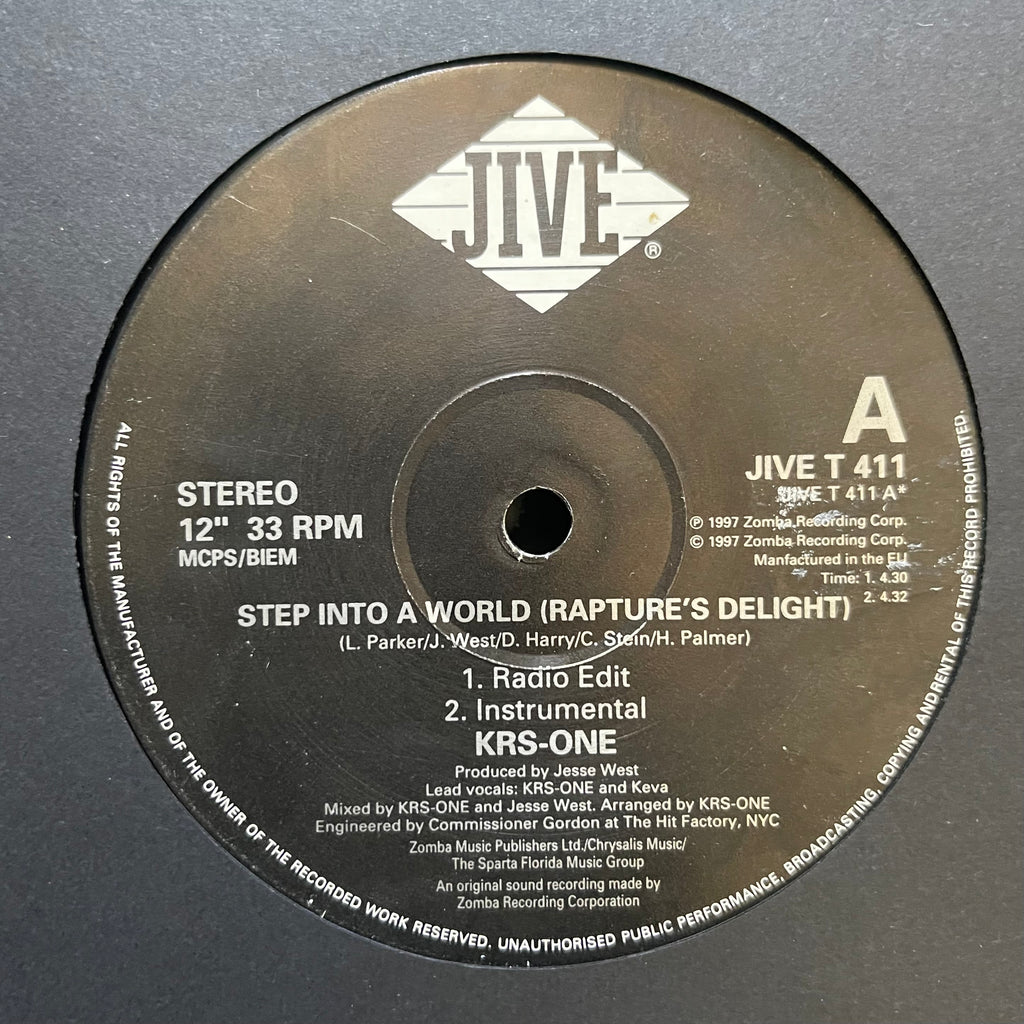 JIVE
®
A
JIVE T 411
JIVE T 411 A*
STEREO
12" 33 RPM
MCPS/BIEM
℗ 1997 Zomba Recording Corp.
© 1997 Zomba Recording Corp.
Manfactured in the EU
Time: 1. 4.30
2. 4.32
STEP INTO A WORLD (RAPTURE'S DELIGHT)
(L. Parker/J. West/D. Harry/C. Stein/H. Palmer)
1. Radio Edit
2. Instrumental
KRS-ONE
Produced by Jesse West
Lead vocals: KRS-ONE and Keva
Mixed by KRS-ONE and Jesse West. Arranged by KRS-ONE
Engineered by Commissioner Gordon at The Hit Factory, NYC
Zomba Music Publishers Ltd./Chrysalis Music/
The Sparta Florida Music Group
An original sound recording made by
Zomba Recording Corporation
ALL RIGHTS OF THE MANUFACTURER AND OF THE OWNER OF THE RECORDED WORK RESERVED. UNAUTHORISED PUBLIC PERFORMANCE, BROADCASTING, COPYING AND RENTAL OF THIS RECORD PROHIBITED.